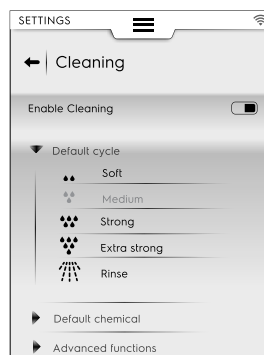 SETTINGS
Cleaning
Enable Cleaning
Default cycle
Soft
Medium
Strong
Extra strong
Rinse
Default chemical
Advanced functions